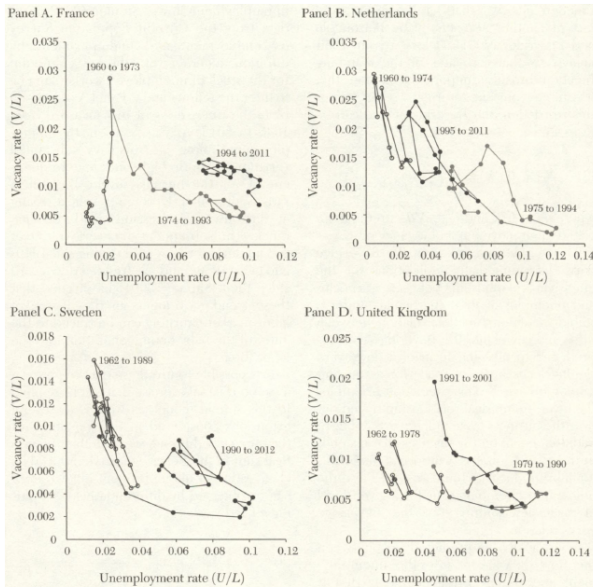 Panel A. France
0.035
0.03
0.025
0.02
0.015
0.01
0.005
0
0
0.02
0.04
0.06
0.08
0.1
0.12
Vacancy rate (V/L)
Unemployment rate (U/L)
1960 to 1973
1994 to 2011
1974 to 1993
Panel B. Netherlands
0.035
0.03
0.025
0.02
0.015
0.01
0.005
0
0
0.02
0.04
0.06
0.08
0.1
0.12
0.14
Vacancy rate (V/L)
Unemployment rate (U/L)
1960 to 1974
1995 to 2011
1975 to 1994
Panel C. Sweden
0.018
0.016
0.014
0.012
0.01
0.008
0.006
0.004
0.002
0
0
0.02
0.04
0.06
0.08
0.1
0.12
Vacancy rate (V/L)
Unemployment rate (U/L)
1962 to 1989
1990 to 2012
Panel D. United Kingdom
0.025
0.02
0.015
0.01
0.005
0
0
0.02
0.04
0.06
0.08
0.1
0.12
0.14
Vacancy rate (V/L)
Unemployment rate (U/L)
1991 to 2001
1962 to 1978
1979 to 1990